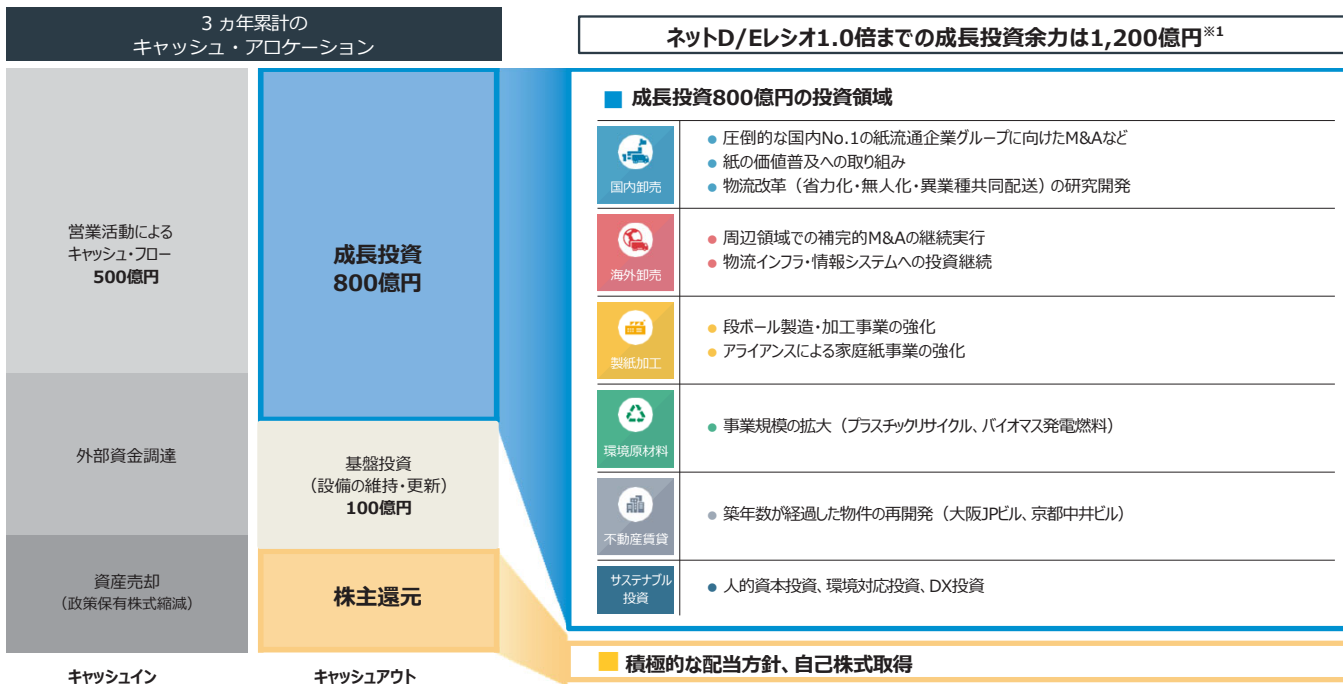 3 ヵ年累計の
キャッシュ・アロケーション
ネットD/Eレシオ1.0倍までの成長投資余力は1,200億円※1
営業活動による
キャッシュ・フロー
500億円
外部資金調達
資産売却
(政策保有株式縮減)
キャッシュイン
成長投資
800億円
基盤投資
(設備の維持・更新)
100億円
株主還元
キャッシュアウト
■ 成長投資800億円の投資領域
国内卸売
● 圧倒的な国内No.1の紙流通企業グループに向けたM&Aなど
● 紙の価値普及への取り組み
● 物流改革（省力化・無人化・異業種共同配送）の研究開発
海外卸売
● 周辺領域での補完的M&Aの継続実行
● 物流インフラ・情報システムへの投資継続
製紙加工
● 段ボール製造・加工事業の強化
● アライアンスによる家庭紙事業の強化
環境原材料
● 事業規模の拡大（プラスチックリサイクル、バイオマス発電燃料）
不動産賃貸
● 築年数が経過した物件の再開発（大阪JPビル、京都中井ビル）
サステナブル
投資
● 人的資本投資、環境対応投資、DX投資
■ 積極的な配当方針、自己株式取得